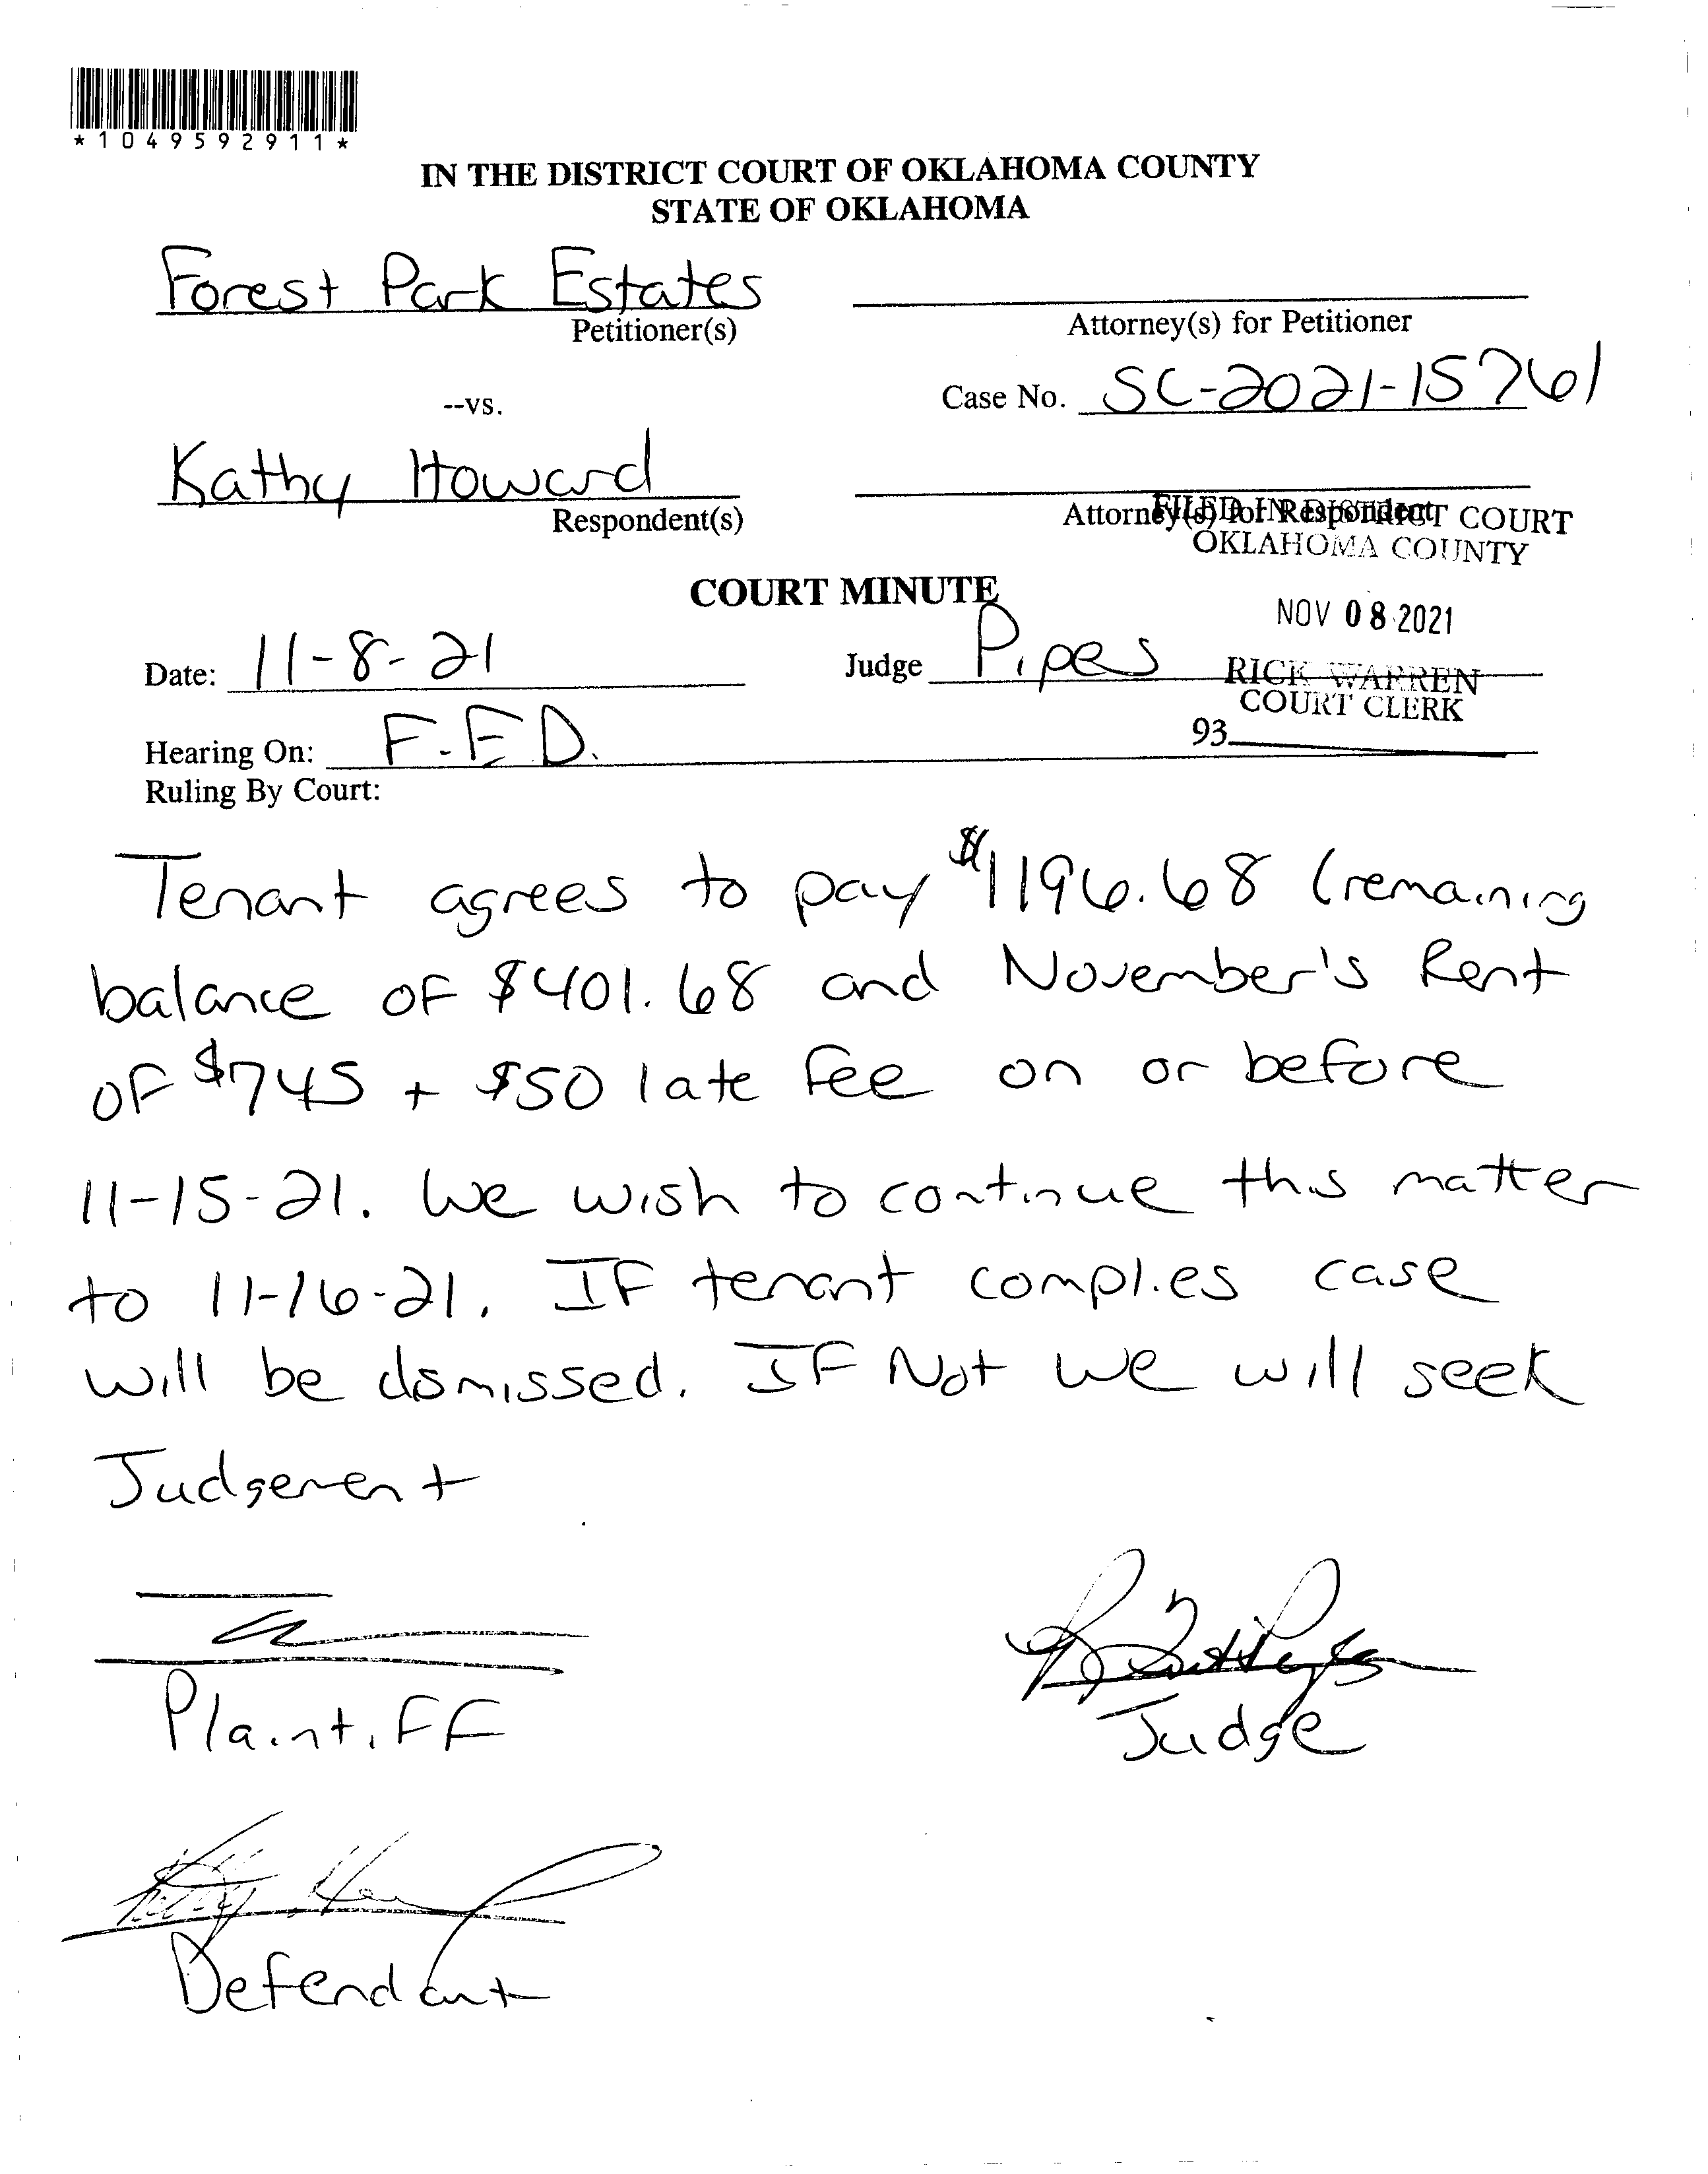 *1049592911*
IN THE DISTRICT COURT OF OKLAHOMA COUNTY
STATE OF OKLAHOMA
Forest Park Estates
Petitioner(s)
Attorney(s) for Petitioner
--vs.
Case No. SC-2021-15761
Kathy Howard
Respondent(s)
Attorney(s) for Respondent
FILED IN DISTRICT COURT
OKLAHOMA COUNTY
COURT MINUTE
NOV 08 2021
Date: 11-8-21
Judge Pipes
RICK WARREN
COURT CLERK
93
Hearing On: F.E.D.
Ruling By Court:
Tenant agrees to pay $1196.68 (remaining
balance of $401.68 and November's Rent
of $745 + $50 late fee on or before
11-15-21. We wish to continue this matter
to 11-16-21. If tenant complies case
will be dismissed. If Not we will seek
Judgement
Plaintiff
Judge
Defendant